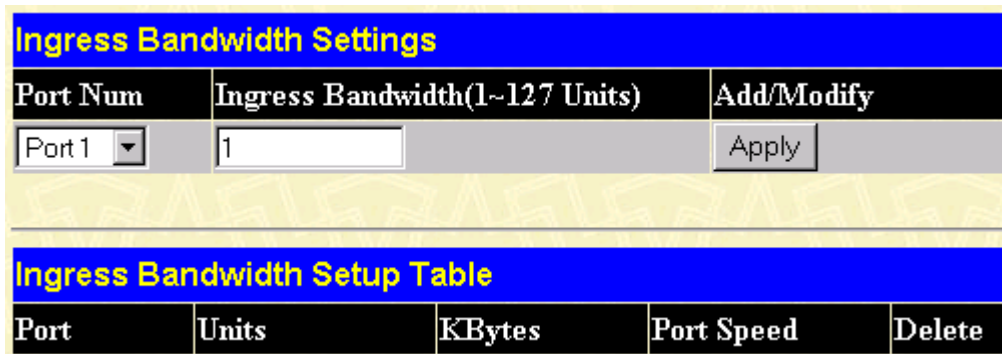 Ingress Bandwidth Settings
Port Num Ingress Bandwidth(1~127 Units) Add/Modify
Port 1 1 Apply
Ingress Bandwidth Setup Table
Port Units KBytes Port Speed Delete